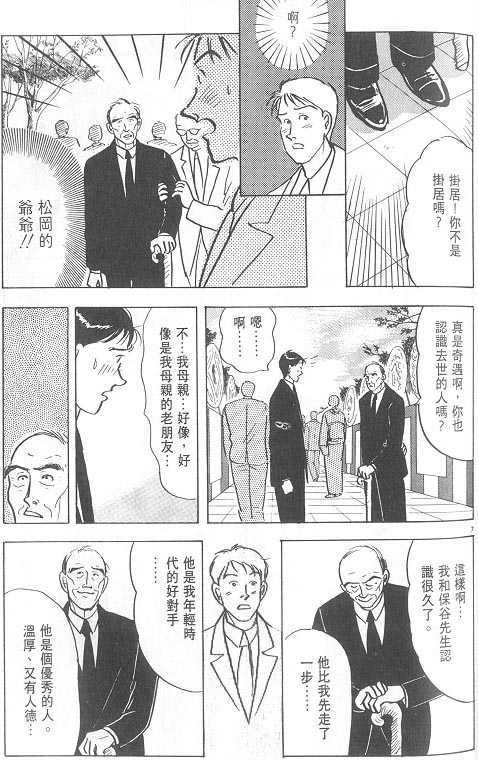 掛居！你不是
掛居嗎？
啊？
松岡的
爺爺!!
真是奇遇啊，你也
認識去世的人嗎？
嗯……
啊……
不…我母親…好像，好
像是我母親的老朋友…
7
這樣啊…
我和保谷先生認
識很久了。
他比我先走了
一步……
他是我年輕時
代的好對手
……
他是個優秀的人。
溫厚、又有人德…